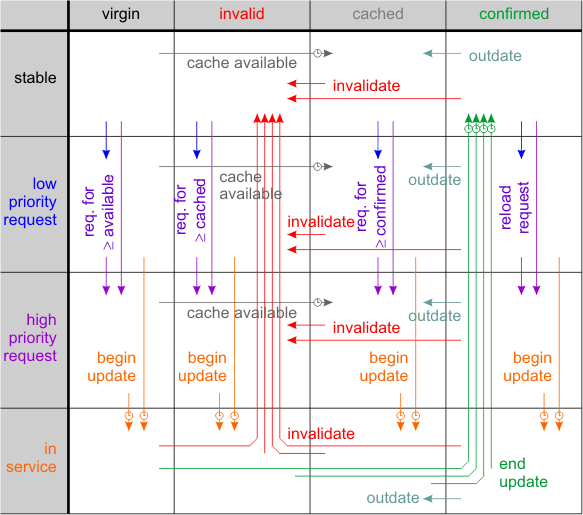 virgin
invalid
cached
confirmed
stable
cache available
outdate
invalidate
low
priority
request
req. for
≥ available
req. for
≥ cached
cache
available
invalidate
req. for
≥ confirmed
outdate
reload
request
high
priority
request
cache available
invalidate
outdate
begin
update
begin
update
begin
update
begin
update
in
service
invalidate
end
update
outdate